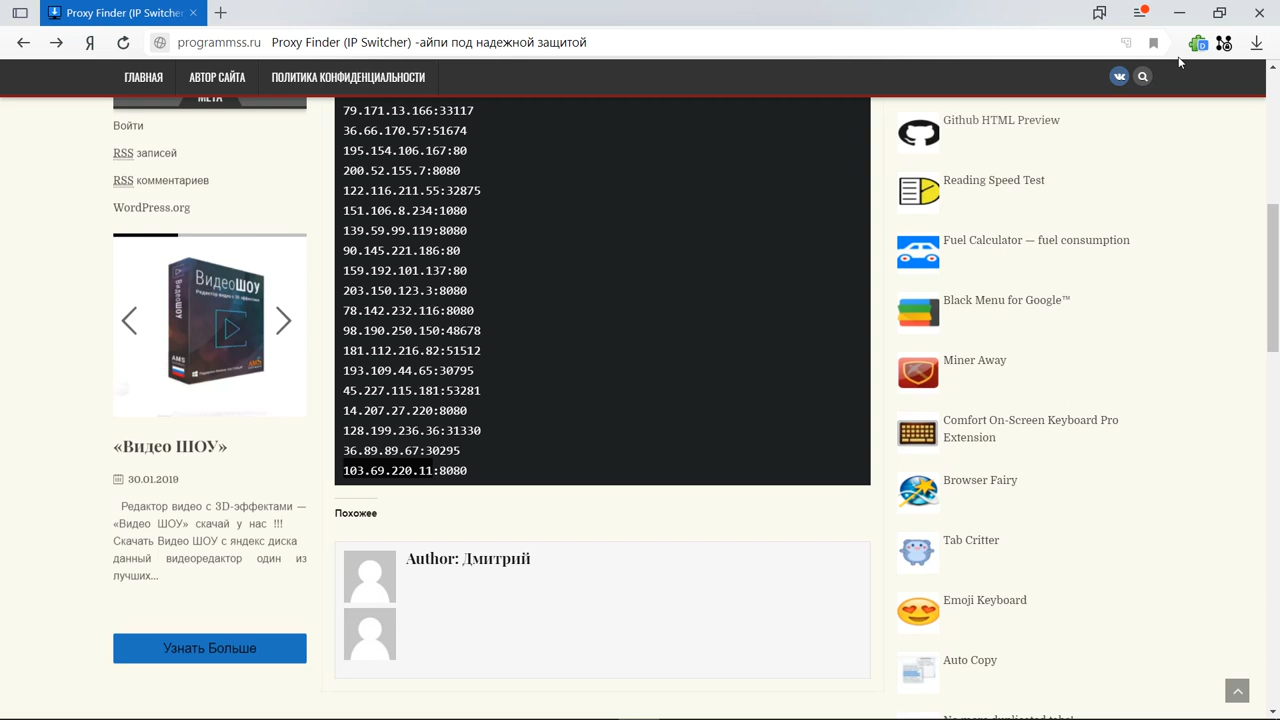 Proxy Finder (IP Switcher
programmss.ru Proxy Finder (IP Switcher) -айпи под надежной защитой
ГЛАВНАЯ
АВТОР САЙТА
ПОЛИТИКА КОНФИДЕНЦИАЛЬНОСТИ
МЕТА
Войти
RSS записей
RSS комментариев
WordPress.org
ВидеоШОУ
«Видео ШОУ»
30.01.2019
Редактор видео с 3D-эффектами —
«Видео ШОУ» скачай у нас !!!
Скачать Видео ШОУ с яндекс диска
данный видеоредактор один из
лучших...
Узнать Больше
79.171.13.166:33117
36.66.170.57:51674
195.154.106.167:80
200.52.155.7:8080
122.116.211.55:32875
151.106.8.234:1080
139.59.99.119:8080
90.145.221.186:80
159.192.101.137:80
203.150.123.3:8080
78.142.232.116:8080
98.190.250.150:48678
181.112.216.82:51512
193.109.44.65:30795
45.227.115.181:53281
14.207.27.220:8080
128.199.236.36:31330
36.89.89.67:30295
103.69.220.11:8080
Похожее
Author: Дмитрий
Github HTML Preview
Reading Speed Test
Fuel Calculator — fuel consumption
Black Menu for Google™
Miner Away
Comfort On-Screen Keyboard Pro
Extension
Browser Fairy
Tab Critter
Emoji Keyboard
Auto Copy
No more duplicated tabs!